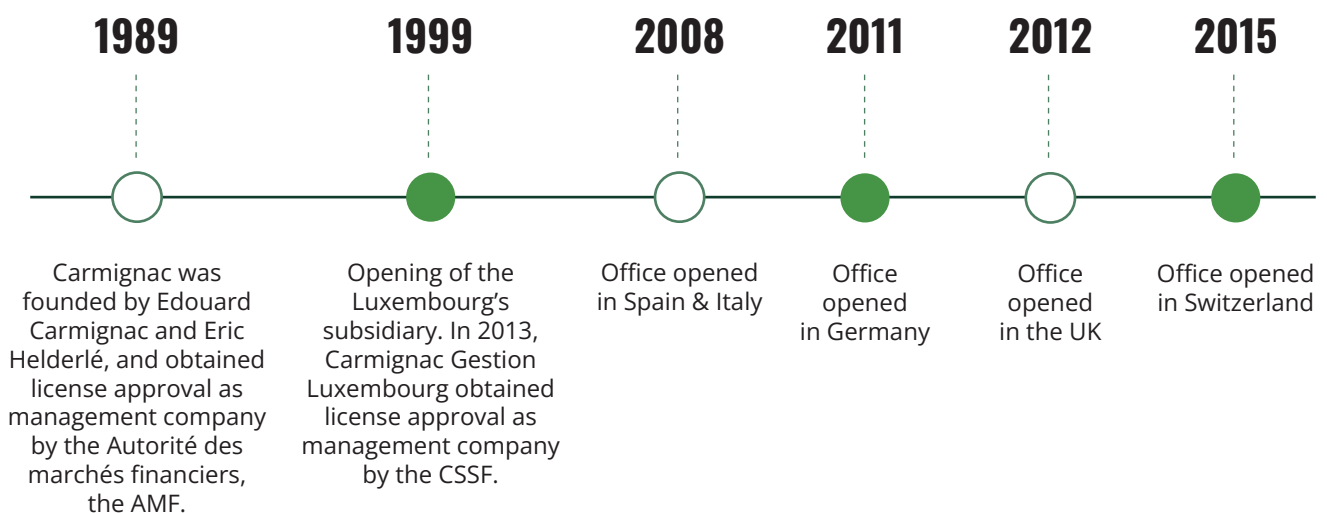 1989
Carmignac was
founded by Edouard
Carmignac and Eric
Helderlé, and obtained
license approval as
management company
by the Autorité des
marchés financiers,
the AMF.
1999
Opening of the
Luxembourg’s
subsidiary. In 2013,
Carmignac Gestion
Luxembourg obtained
license approval as
management company
by the CSSF.
2008
Office opened
in Spain & Italy
2011
Office
opened
in Germany
2012
Office
opened
in the UK
2015
Office opened
in Switzerland